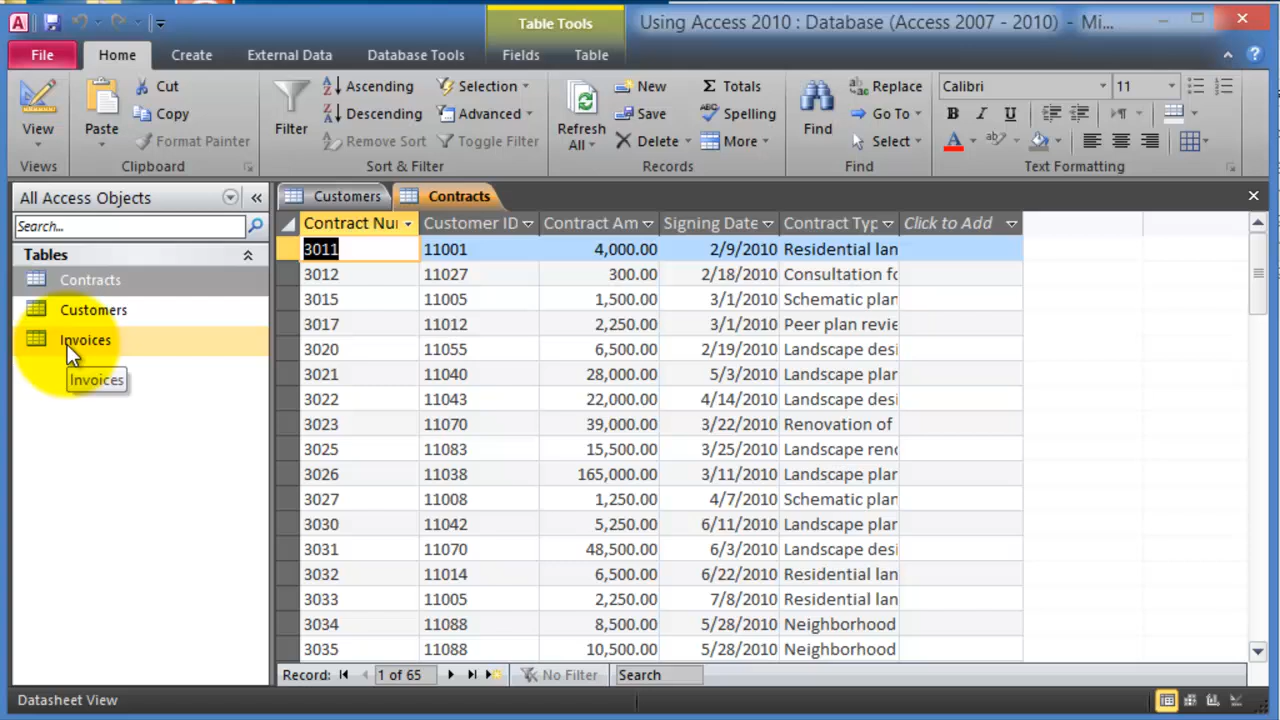 Table Tools
Using Access 2010 : Database (Access 2007 - 2010) - Mi...
File Home Create External Data Database Tools Fields Table
Cut Ascending Selection New Totals Replace Calibri 11
Copy Descending Advanced Save Spelling Go To
View Paste Format Painter Filter Remove Sort Toggle Filter Refresh All Delete More Find Select
Views Clipboard Sort & Filter Records Find Text Formatting
All Access Objects Customers Contracts
Search... Contract Nur Customer ID Contract Am Signing Date Contract Typ Click to Add
Tables 3011 11001 4,000.00 2/9/2010 Residential lan
Contracts 3012 11027 300.00 2/18/2010 Consultation fo
Customers 3015 11005 1,500.00 3/1/2010 Schematic plan
Invoices 3017 11012 2,250.00 3/1/2010 Peer plan revie
3020 11055 6,500.00 2/19/2010 Landscape desi
Invoices 3021 11040 28,000.00 5/3/2010 Landscape plan
3022 11043 22,000.00 4/14/2010 Landscape desi
3023 11070 39,000.00 3/22/2010 Renovation of
3025 11083 15,500.00 3/25/2010 Landscape reno
3026 11038 165,000.00 3/11/2010 Landscape plan
3027 11008 1,250.00 4/7/2010 Schematic plan
3030 11042 5,250.00 6/11/2010 Landscape plan
3031 11070 48,500.00 6/3/2010 Landscape desi
3032 11014 6,500.00 6/22/2010 Residential lan
3033 11005 2,250.00 7/8/2010 Residential lan
3034 11088 8,500.00 5/28/2010 Neighborhood
3035 11088 10,500.00 5/28/2010 Neighborhood
Record: 1 of 65 No Filter Search
Datasheet View